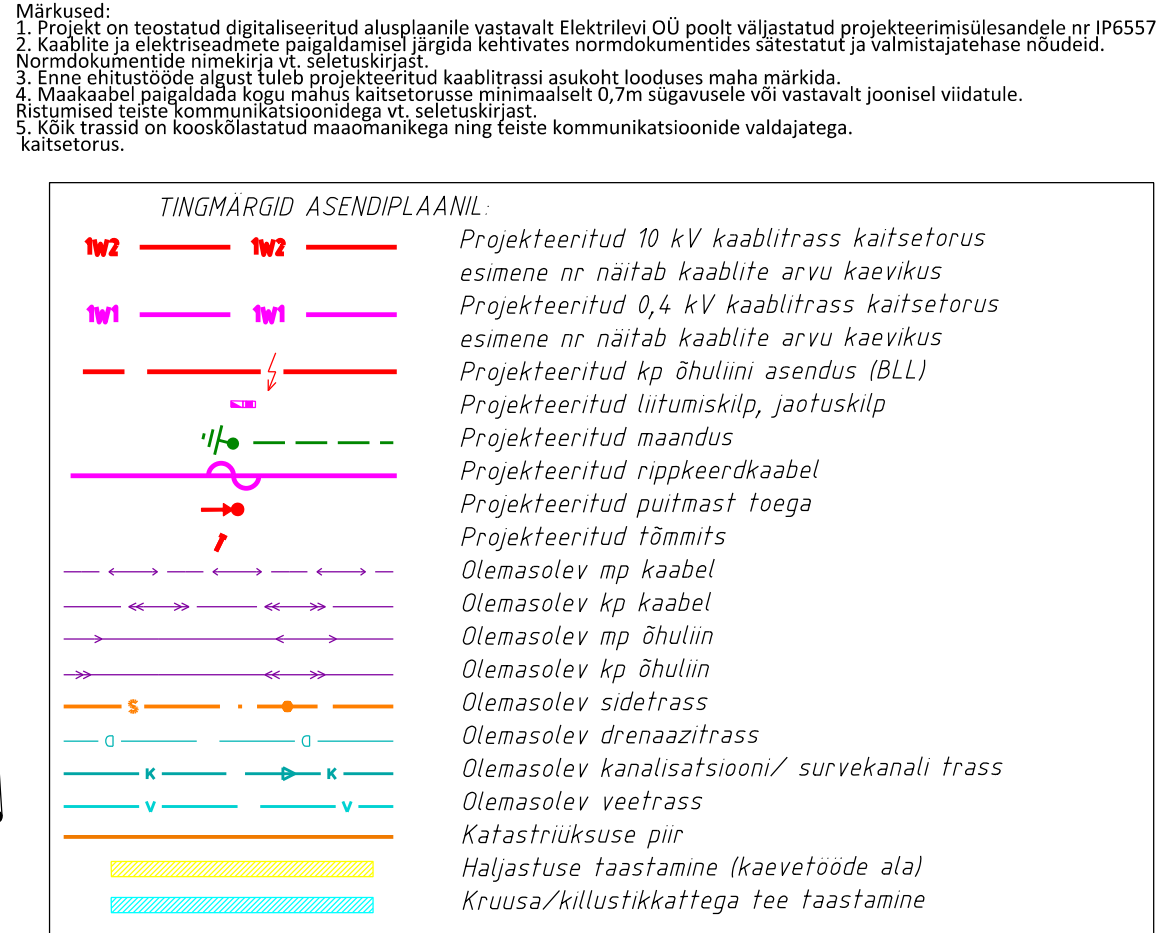 Märkused:
1. Projekt on teostatud digitaliseeritud alusplaanile vastavalt Elektrilevi OÜ poolt väljastatud projekteerimisülesandele nr IP6557
2. Kaablite ja elektriseadmete paigaldamisel järgida kehtivates normdokumentides sätestatut ja valmistajatehase nõudeid.
Normdokumentide nimekirja vt. seletuskirjast.
3. Enne ehitustööde algust tuleb projekteeritud kaablitrassi asukoht looduses maha märkida.
4. Maakaabel paigaldada kogu mahus kaitsetorusse minimaalselt 0,7m sügavusele või vastavalt joonisel viidatule.
Ristumised teiste kommunikatsioonidega vt. seletuskirjast.
5. Kõik trassid on kooskõlastatud maaomanikega ning teiste kommunikatsioonide valdajatega.
kaitsetorus.
TINGMÄRGID ASENDIPLAANIL:
1W2 1W2 Projekteeritud 10 kV kaablitrass kaitsetorus
esimene nr näitab kaablite arvu kaevikus
1W1 1W1 Projekteeritud 0,4 kV kaablitrass kaitsetorus
esimene nr näitab kaablite arvu kaevikus
Projekteeritud kp õhuliini asendus (BLL)
Projekteeritud liitumiskilp, jaotuskilp
Projekteeritud maandus
Projekteeritud rippkeerdkaabel
Projekteeritud puitmast toega
Projekteeritud tõmmits
Olemasolev mp kaabel
Olemasolev kp kaabel
Olemasolev mp õhuliin
Olemasolev kp õhuliin
S Olemasolev sidetrass
D D Olemasolev drenaazitrass
K K Olemasolev kanalisatsiooni/ survekanali trass
V V Olemasolev veetrass
Katastriüksuse piir
Haljastuse taastamine (kaevetööde ala)
Kruusa/killustikkattega tee taastamine